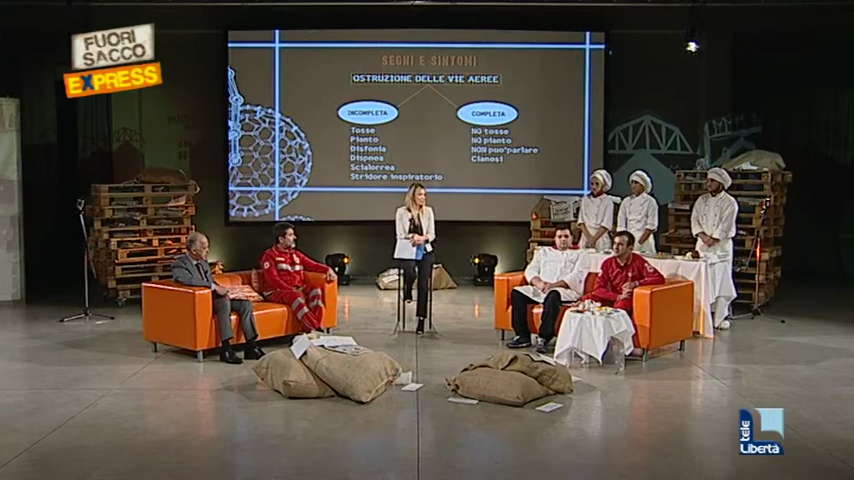 FUORI
SACCO
EXPRESS
SEGNI E SINTOMI
OSTRUZIONE DELLE VIE AEREE
INCOMPLETA
COMPLETA
Tosse
Pianto
Disfonia
Dispnea
Scialorrea
Stridore inspiratorio
NO tosse
NO pianto
NON puo' parlare
Cianosi
tele
Libertà